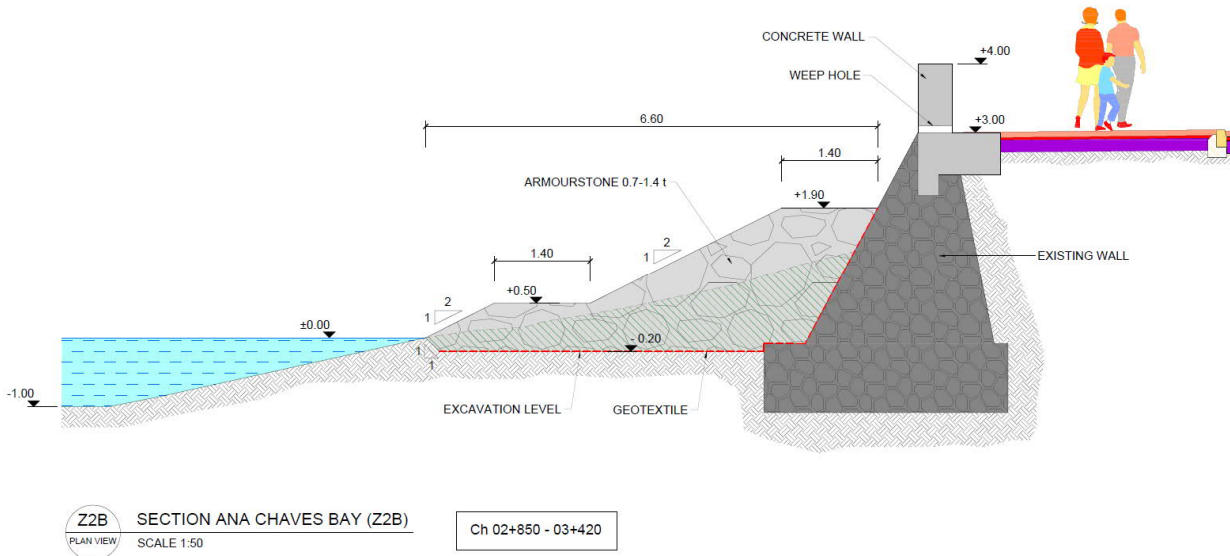 CONCRETE WALL
+4.00
WEEP HOLE
6.60
+3.00
1.40
ARMOURSTONE 0.7-1.4 t
+1.90
2
1
1.40
EXISTING WALL
+0.50
2
1
±0.00
- 0.20
1
1
-1.00
EXCAVATION LEVEL
GEOTEXTILE
Z2B
SECTION ANA CHAVES BAY (Z2B)
Ch 02+850 - 03+420
PLAN VIEW
SCALE 1:50